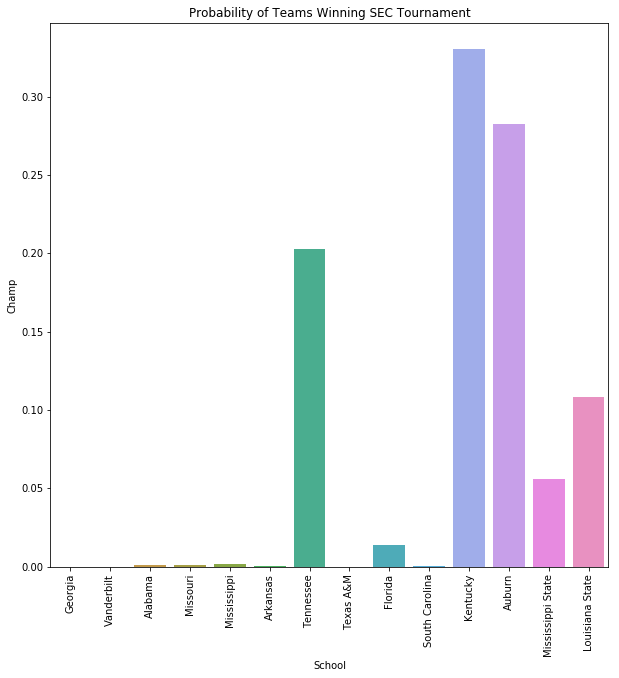 Probability of Teams Winning SEC Tournament
Champ
0.30
0.25
0.20
0.15
0.10
0.05
0.00
Georgia
Vanderbilt
Alabama
Missouri
Mississippi
Arkansas
Tennessee
Texas A&M
Florida
South Carolina
Kentucky
Auburn
Mississippi State
Louisiana State
School